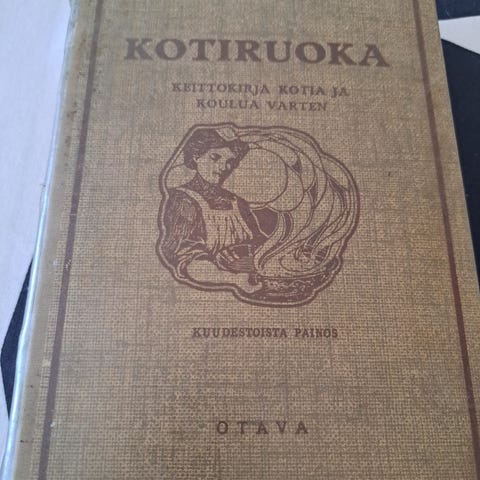 KOTIRUOKA
KEITTOKIRJA KOTIA JA
KOULUA VARTEN
KUUDESTOISTA PAINOS
OTAVA